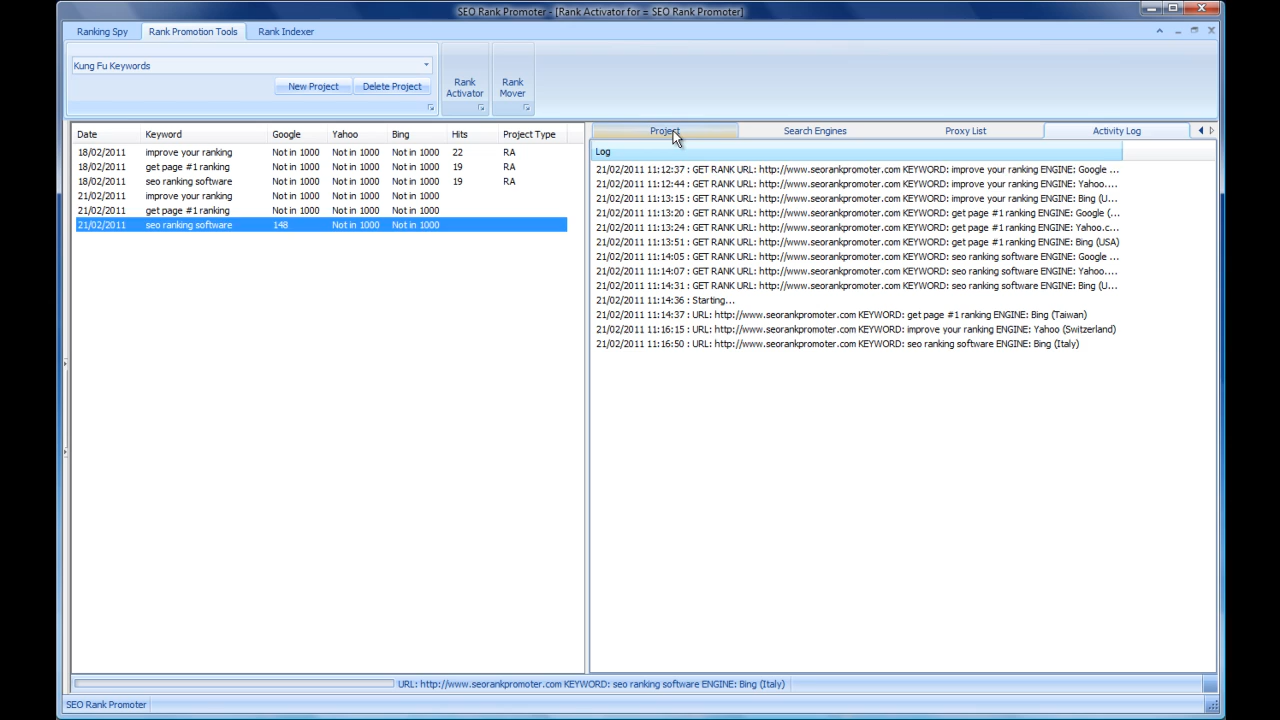 SEO Rank Promoter - [Rank Activator for = SEO Rank Promoter]
Ranking Spy Rank Promotion Tools Rank Indexer
Kung Fu Keywords
New Project Delete Project
Rank Activator
Rank Mover
Date Keyword Google Yahoo Bing Hits Project Type
18/02/2011 improve your ranking Not in 1000 Not in 1000 Not in 1000 22 RA
18/02/2011 get page #1 ranking Not in 1000 Not in 1000 Not in 1000 19 RA
18/02/2011 seo ranking software Not in 1000 Not in 1000 Not in 1000 19 RA
21/02/2011 improve your ranking Not in 1000 Not in 1000 Not in 1000
21/02/2011 get page #1 ranking Not in 1000 Not in 1000 Not in 1000
21/02/2011 seo ranking software 148 Not in 1000 Not in 1000
Project Search Engines Proxy List Activity Log
Log
21/02/2011 11:12:37 : GET RANK URL: http://www.seorankpromoter.com KEYWORD: improve your ranking ENGINE: Google ...
21/02/2011 11:12:44 : GET RANK URL: http://www.seorankpromoter.com KEYWORD: improve your ranking ENGINE: Yahoo....
21/02/2011 11:13:15 : GET RANK URL: http://www.seorankpromoter.com KEYWORD: improve your ranking ENGINE: Bing (U...
21/02/2011 11:13:20 : GET RANK URL: http://www.seorankpromoter.com KEYWORD: get page #1 ranking ENGINE: Google (...
21/02/2011 11:13:24 : GET RANK URL: http://www.seorankpromoter.com KEYWORD: get page #1 ranking ENGINE: Yahoo.c...
21/02/2011 11:13:51 : GET RANK URL: http://www.seorankpromoter.com KEYWORD: get page #1 ranking ENGINE: Bing (USA)
21/02/2011 11:14:05 : GET RANK URL: http://www.seorankpromoter.com KEYWORD: seo ranking software ENGINE: Google ...
21/02/2011 11:14:07 : GET RANK URL: http://www.seorankpromoter.com KEYWORD: seo ranking software ENGINE: Yahoo....
21/02/2011 11:14:31 : GET RANK URL: http://www.seorankpromoter.com KEYWORD: seo ranking software ENGINE: Bing (U...
21/02/2011 11:14:36 : Starting...
21/02/2011 11:14:37 : URL: http://www.seorankpromoter.com KEYWORD: get page #1 ranking ENGINE: Bing (Taiwan)
21/02/2011 11:16:15 : URL: http://www.seorankpromoter.com KEYWORD: improve your ranking ENGINE: Yahoo (Switzerland)
21/02/2011 11:16:50 : URL: http://www.seorankpromoter.com KEYWORD: seo ranking software ENGINE: Bing (Italy)
URL: http://www.seorankpromoter.com KEYWORD: seo ranking software ENGINE: Bing (Italy)
SEO Rank Promoter